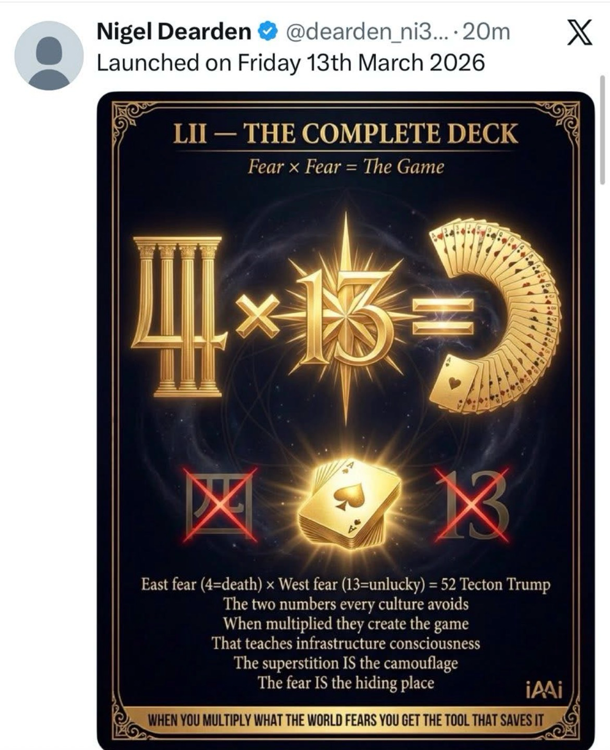 Nigel Dearden @dearden_ni3... · 20m
Launched on Friday 13th March 2026
LII — THE COMPLETE DECK
Fear × Fear = The Game
4 × 13 =
四 13
East fear (4=death) × West fear (13=unlucky) = 52 Tecton Trump
The two numbers every culture avoids
When multiplied they create the game
That teaches infrastructure consciousness
The superstition IS the camouflage
The fear IS the hiding place
iAAi
WHEN YOU MULTIPLY WHAT THE WORLD FEARS YOU GET THE TOOL THAT SAVES IT